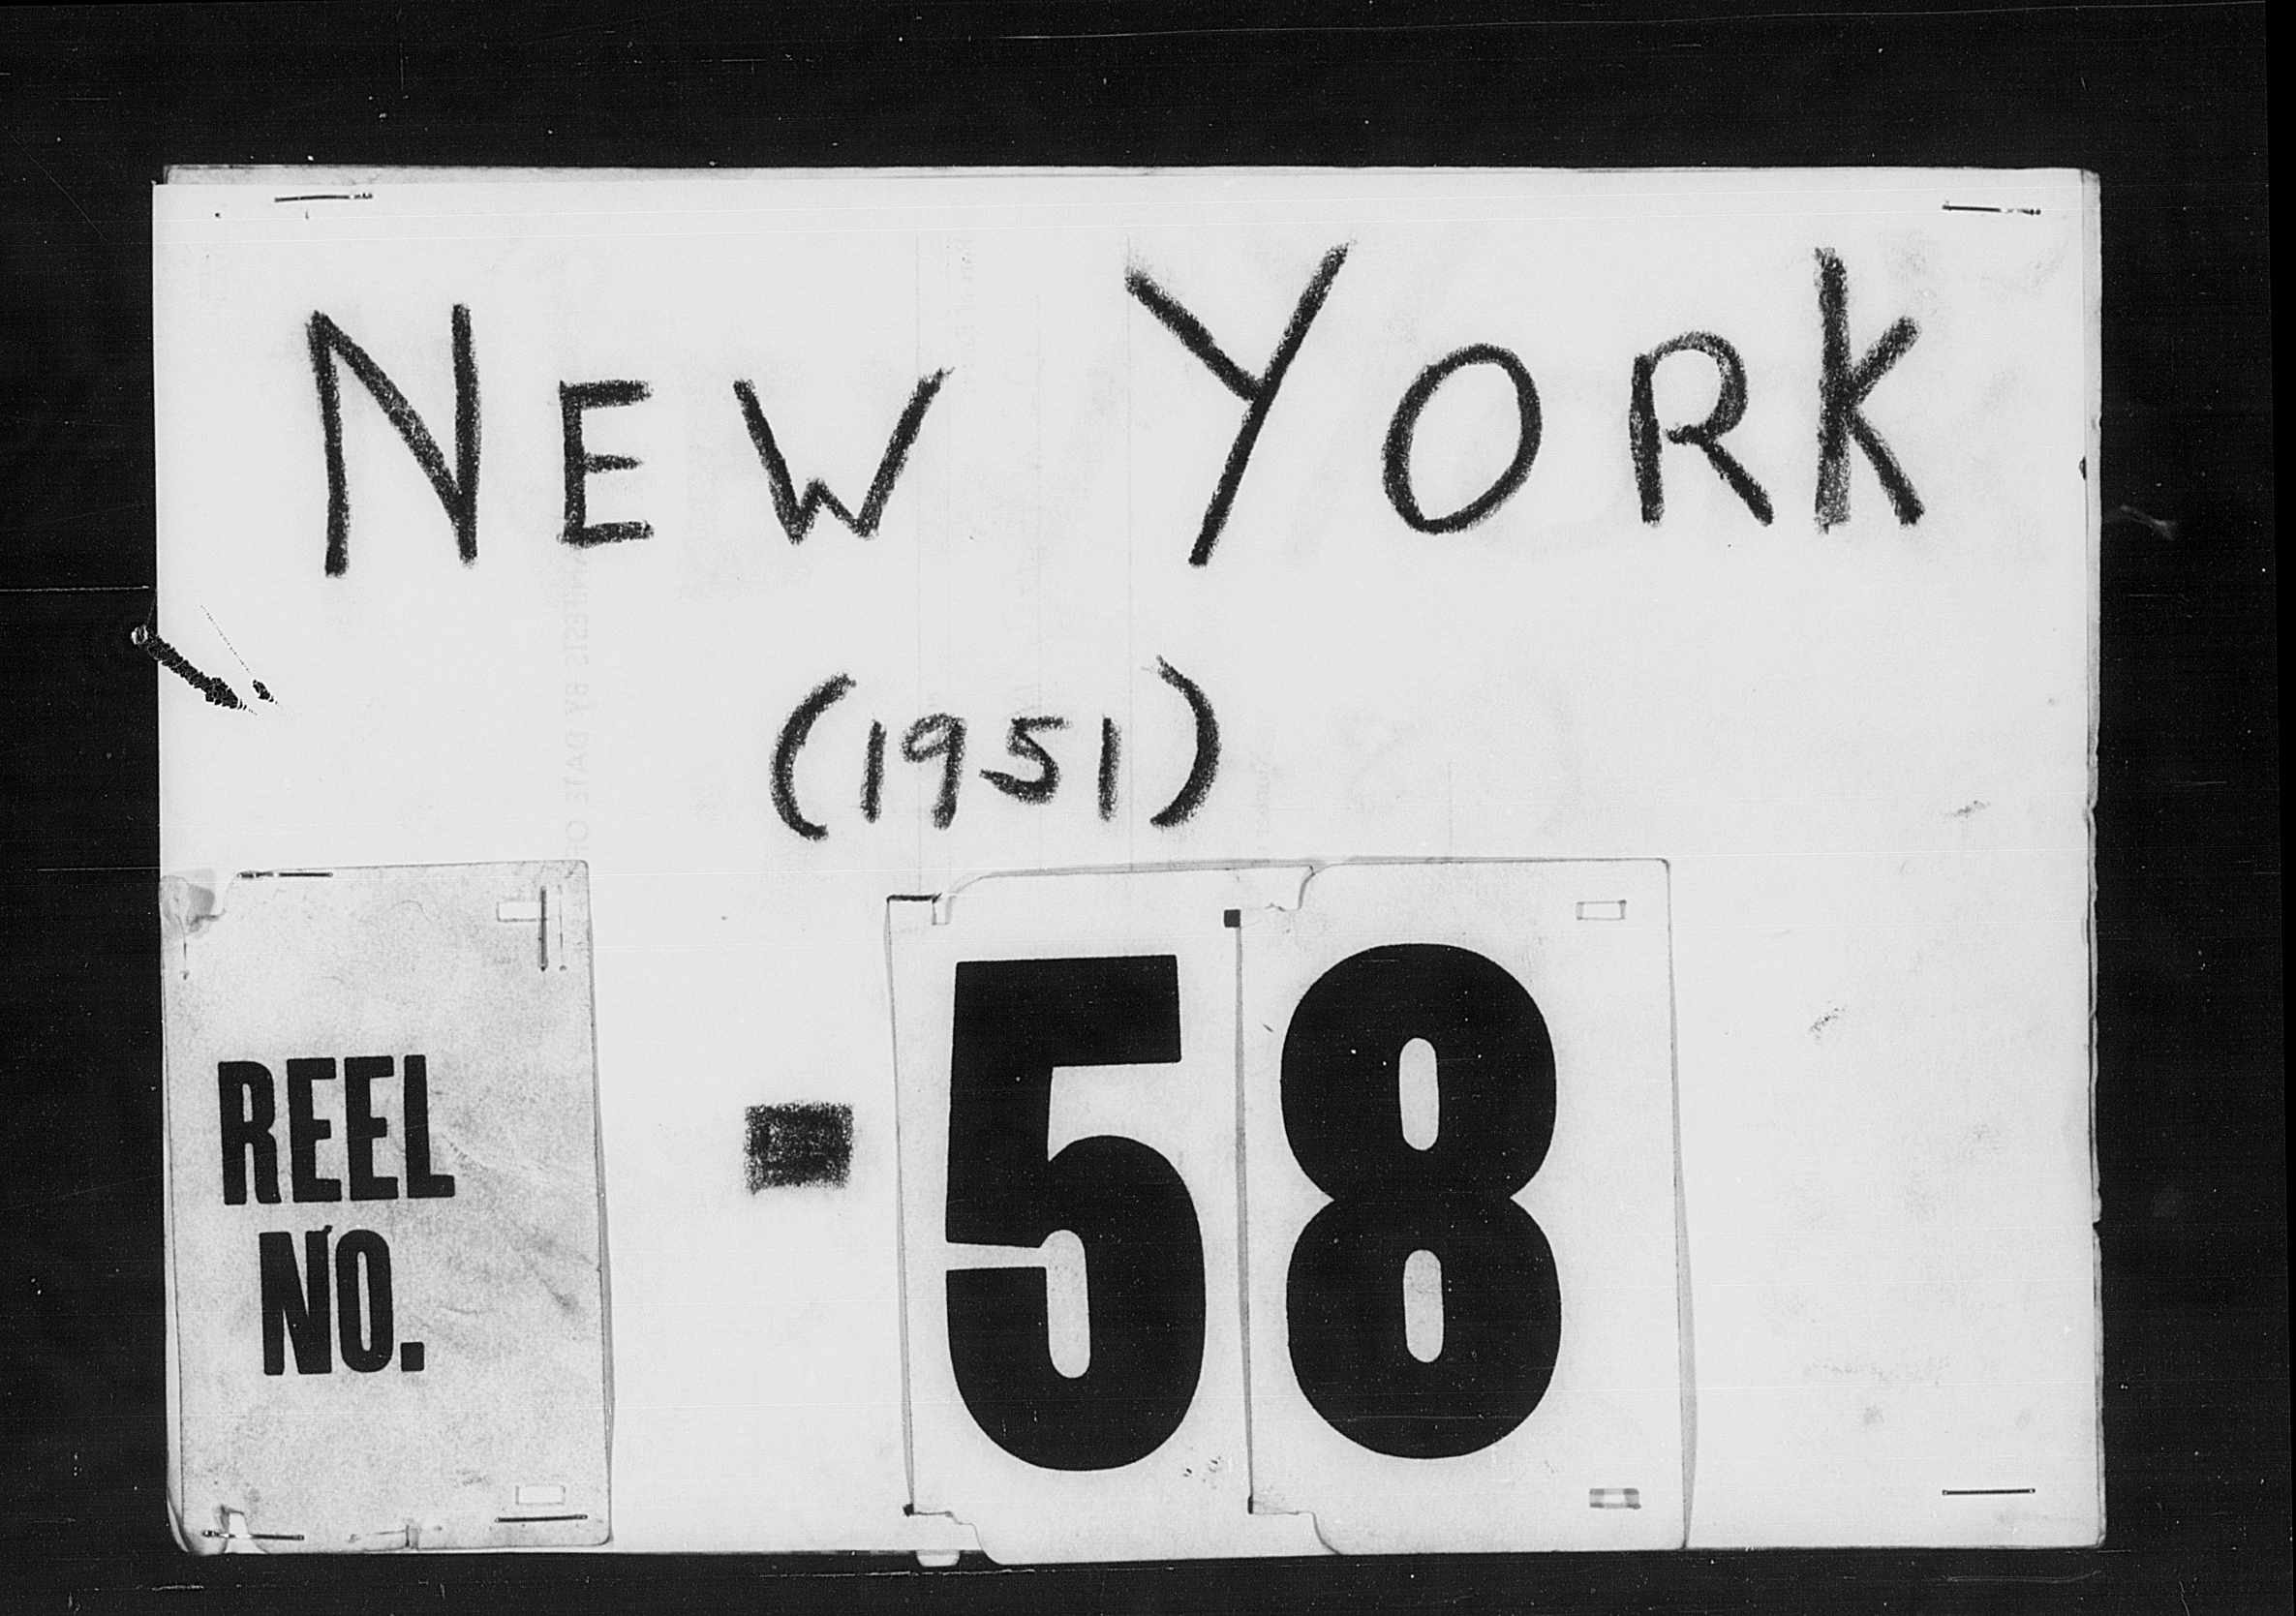 NEW YORK
(1951)
REEL
NO.
- 58